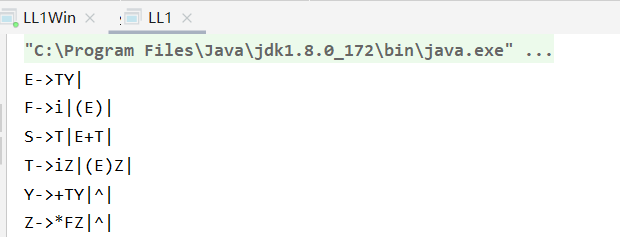 LL1Win × LL1 ×
"C:\Program Files\Java\jdk1.8.0_172\bin\java.exe" ...
E->TY|
F->i|(E)|
S->T|E+T|
T->iZ|(E)Z|
Y->+TY|^|
Z->*FZ|^|